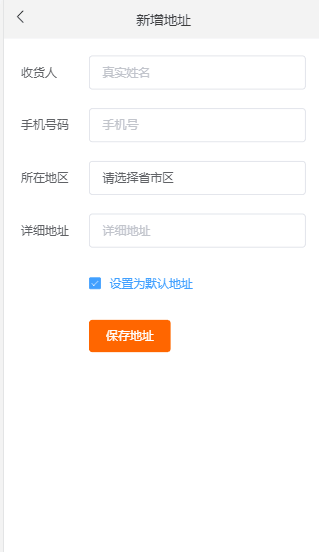 新增地址
收货人 真实姓名
手机号码 手机号
所在地区 请选择省市区
详细地址 详细地址
设置为默认地址
保存地址